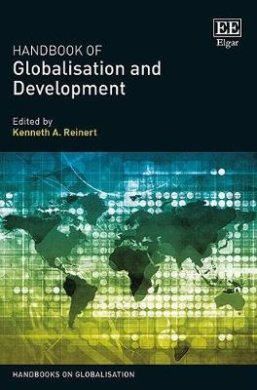 EE
Elgar
HANDBOOK OF
Globalisation and
Development
Edited by
Kenneth A. Reinert
HANDBOOKS ON GLOBALISATION